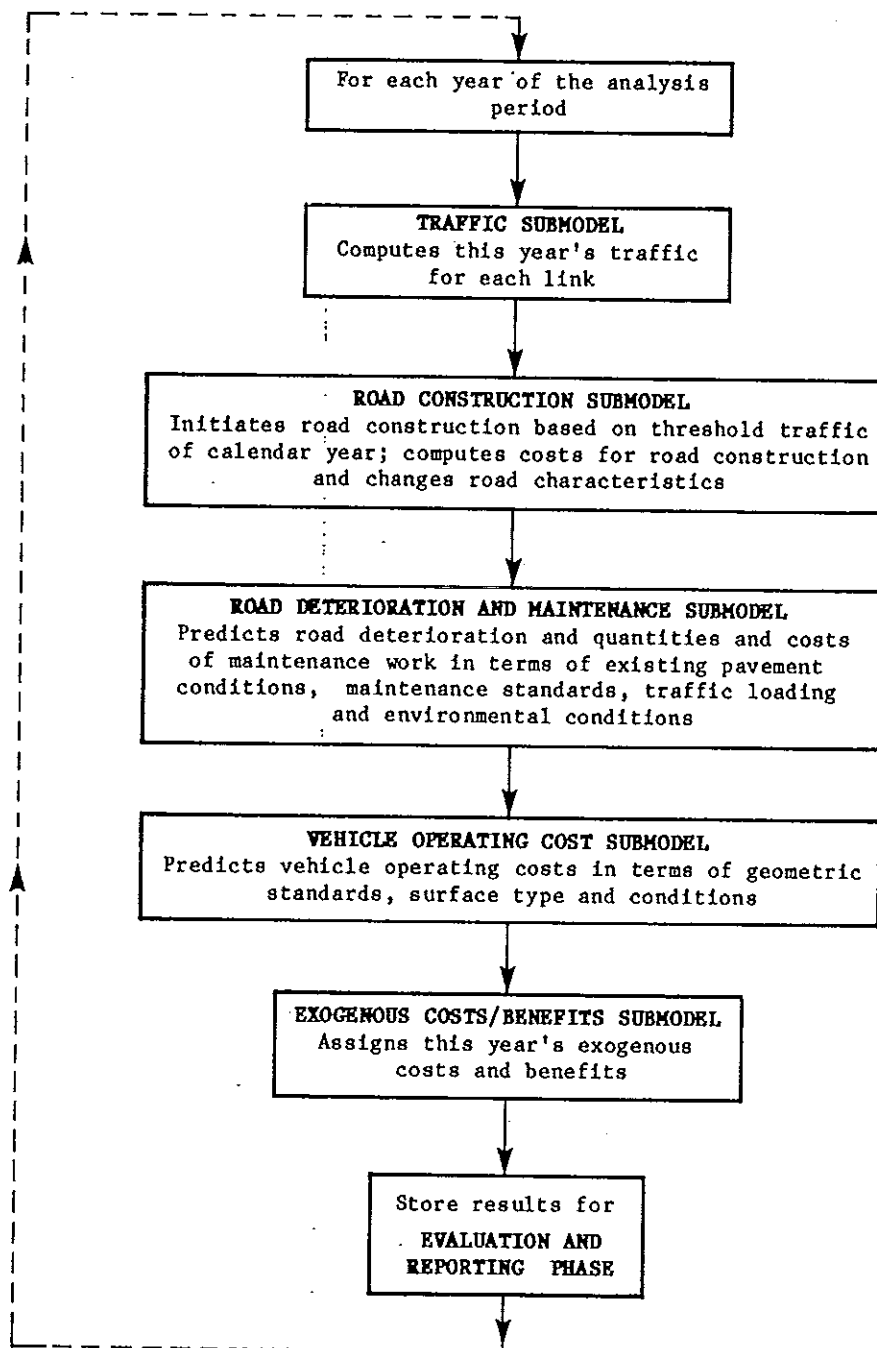 For each year of the analysis
period
TRAFFIC SUBMODEL
Computes this year's traffic
for each link
ROAD CONSTRUCTION SUBMODEL
Initiates road construction based on threshold traffic
of calendar year; computes costs for road construction
and changes road characteristics
ROAD DETERIORATION AND MAINTENANCE SUBMODEL
Predicts road deterioration and quantities and costs
of maintenance work in terms of existing pavement
conditions, maintenance standards, traffic loading
and environmental conditions
VEHICLE OPERATING COST SUBMODEL
Predicts vehicle operating costs in terms of geometric
standards, surface type and conditions
EXOGENOUS COSTS/BENEFITS SUBMODEL
Assigns this year's exogenous
costs and benefits
Store results for
EVALUATION AND
REPORTING PHASE